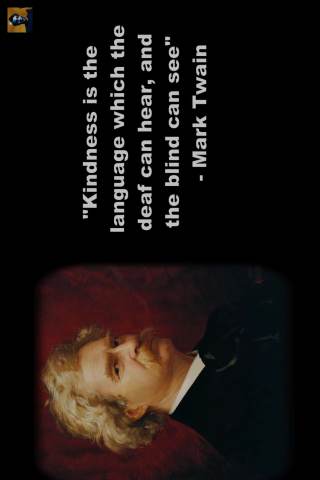 "Kindness is the
language which the
deaf can hear, and
the blind can see"
- Mark Twain